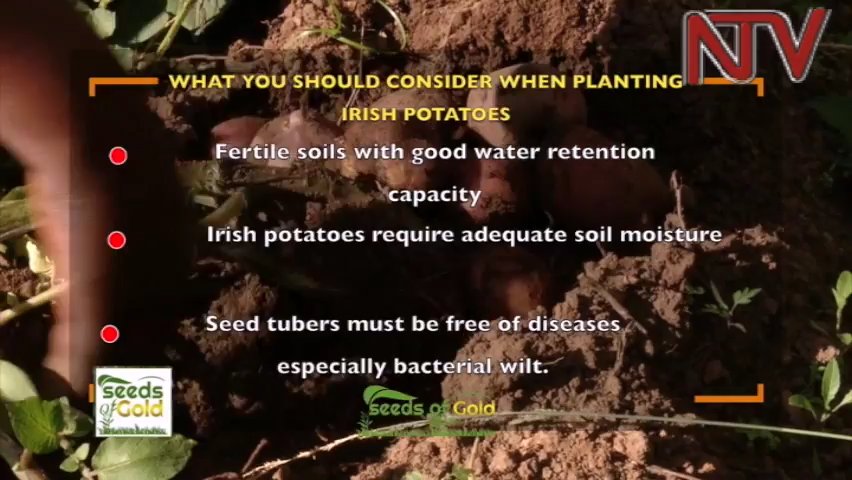 NTV
WHAT YOU SHOULD CONSIDER WHEN PLANTING
IRISH POTATOES
Fertile soils with good water retention
capacity
Irish potatoes require adequate soil moisture
Seed tubers must be free of diseases
especially bacterial wilt.
seeds
of Gold
seeds of Gold